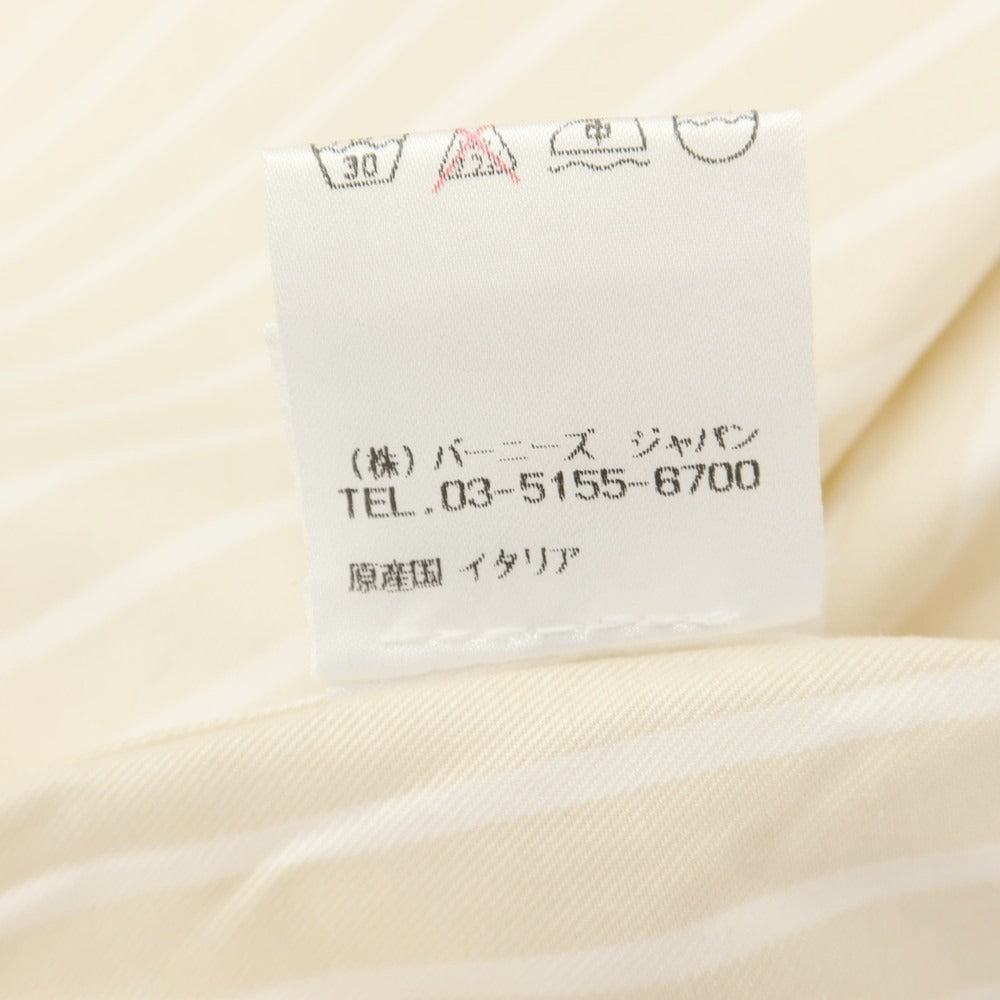 30
中
(株) バーニーズ ジャパン
TEL.03-5155-6700
原産国 イタリア